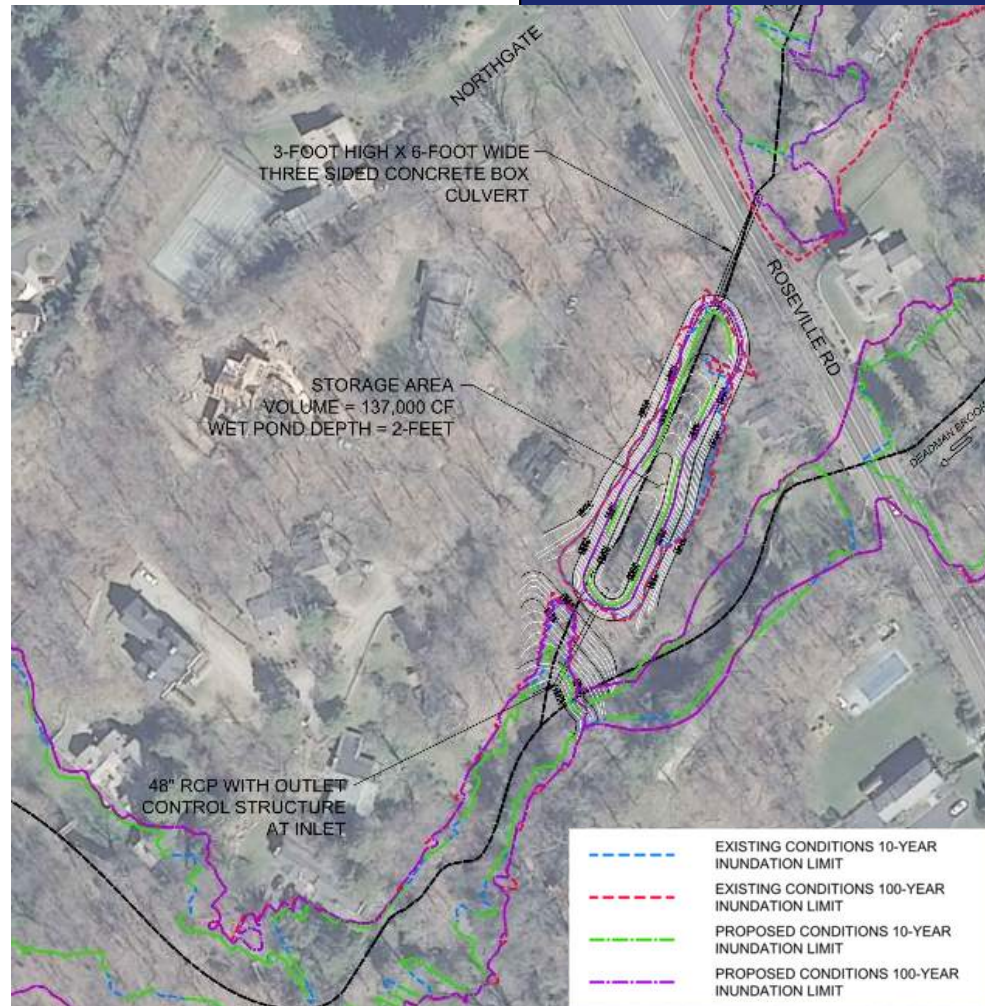 NORTHGATE
3-FOOT HIGH X 6-FOOT WIDE
THREE SIDED CONCRETE BOX
CULVERT
ROSEVILLE RD
STORAGE AREA
VOLUME = 137,000 CF
WET POND DEPTH = 2-FEET
DEADMAN BROOK
48" RCP WITH OUTLET
CONTROL STRUCTURE
AT INLET
EXISTING CONDITIONS 10-YEAR
INUNDATION LIMIT
EXISTING CONDITIONS 100-YEAR
INUNDATION LIMIT
PROPOSED CONDITIONS 10-YEAR
INUNDATION LIMIT
PROPOSED CONDITIONS 100-YEAR
INUNDATION LIMIT